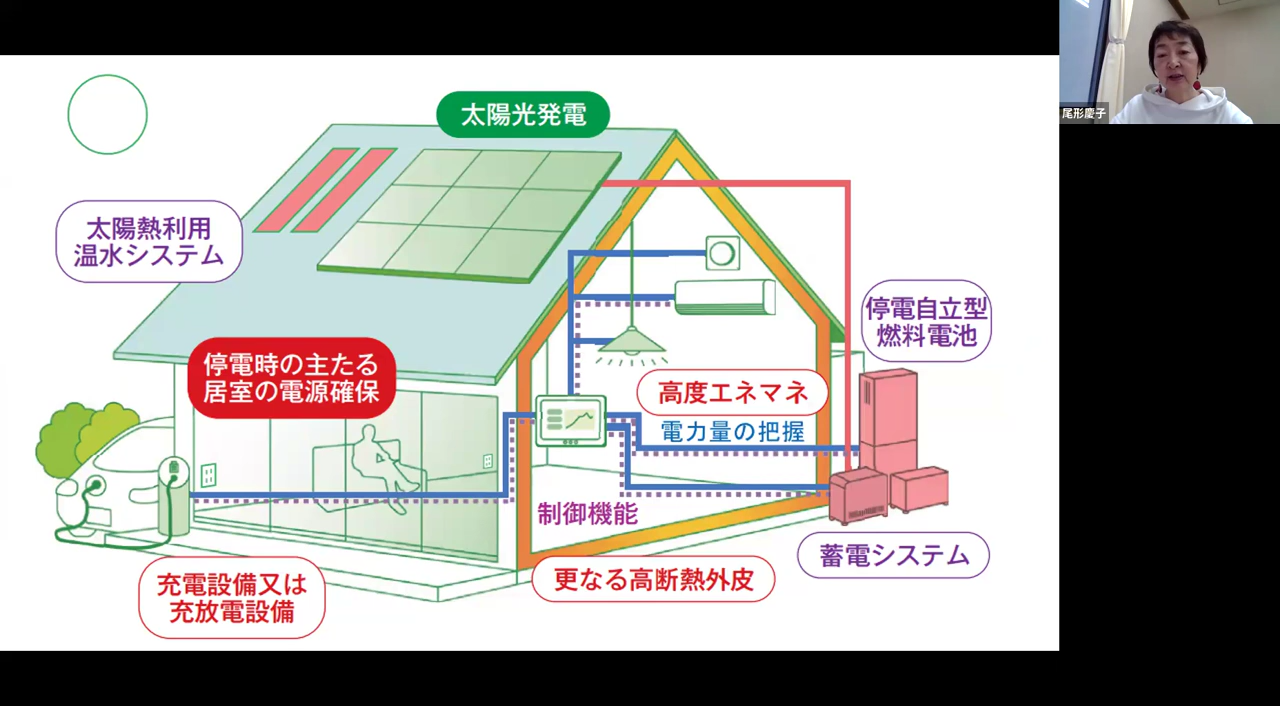 太陽光発電
尾形慶子
太陽熱利用
温水システム
停電自立型
燃料電池
停電時の主たる
居室の電源確保
高度エネマネ
電力量の把握
制御機能
蓄電システム
充電設備又は
充放電設備
更なる高断熱外皮